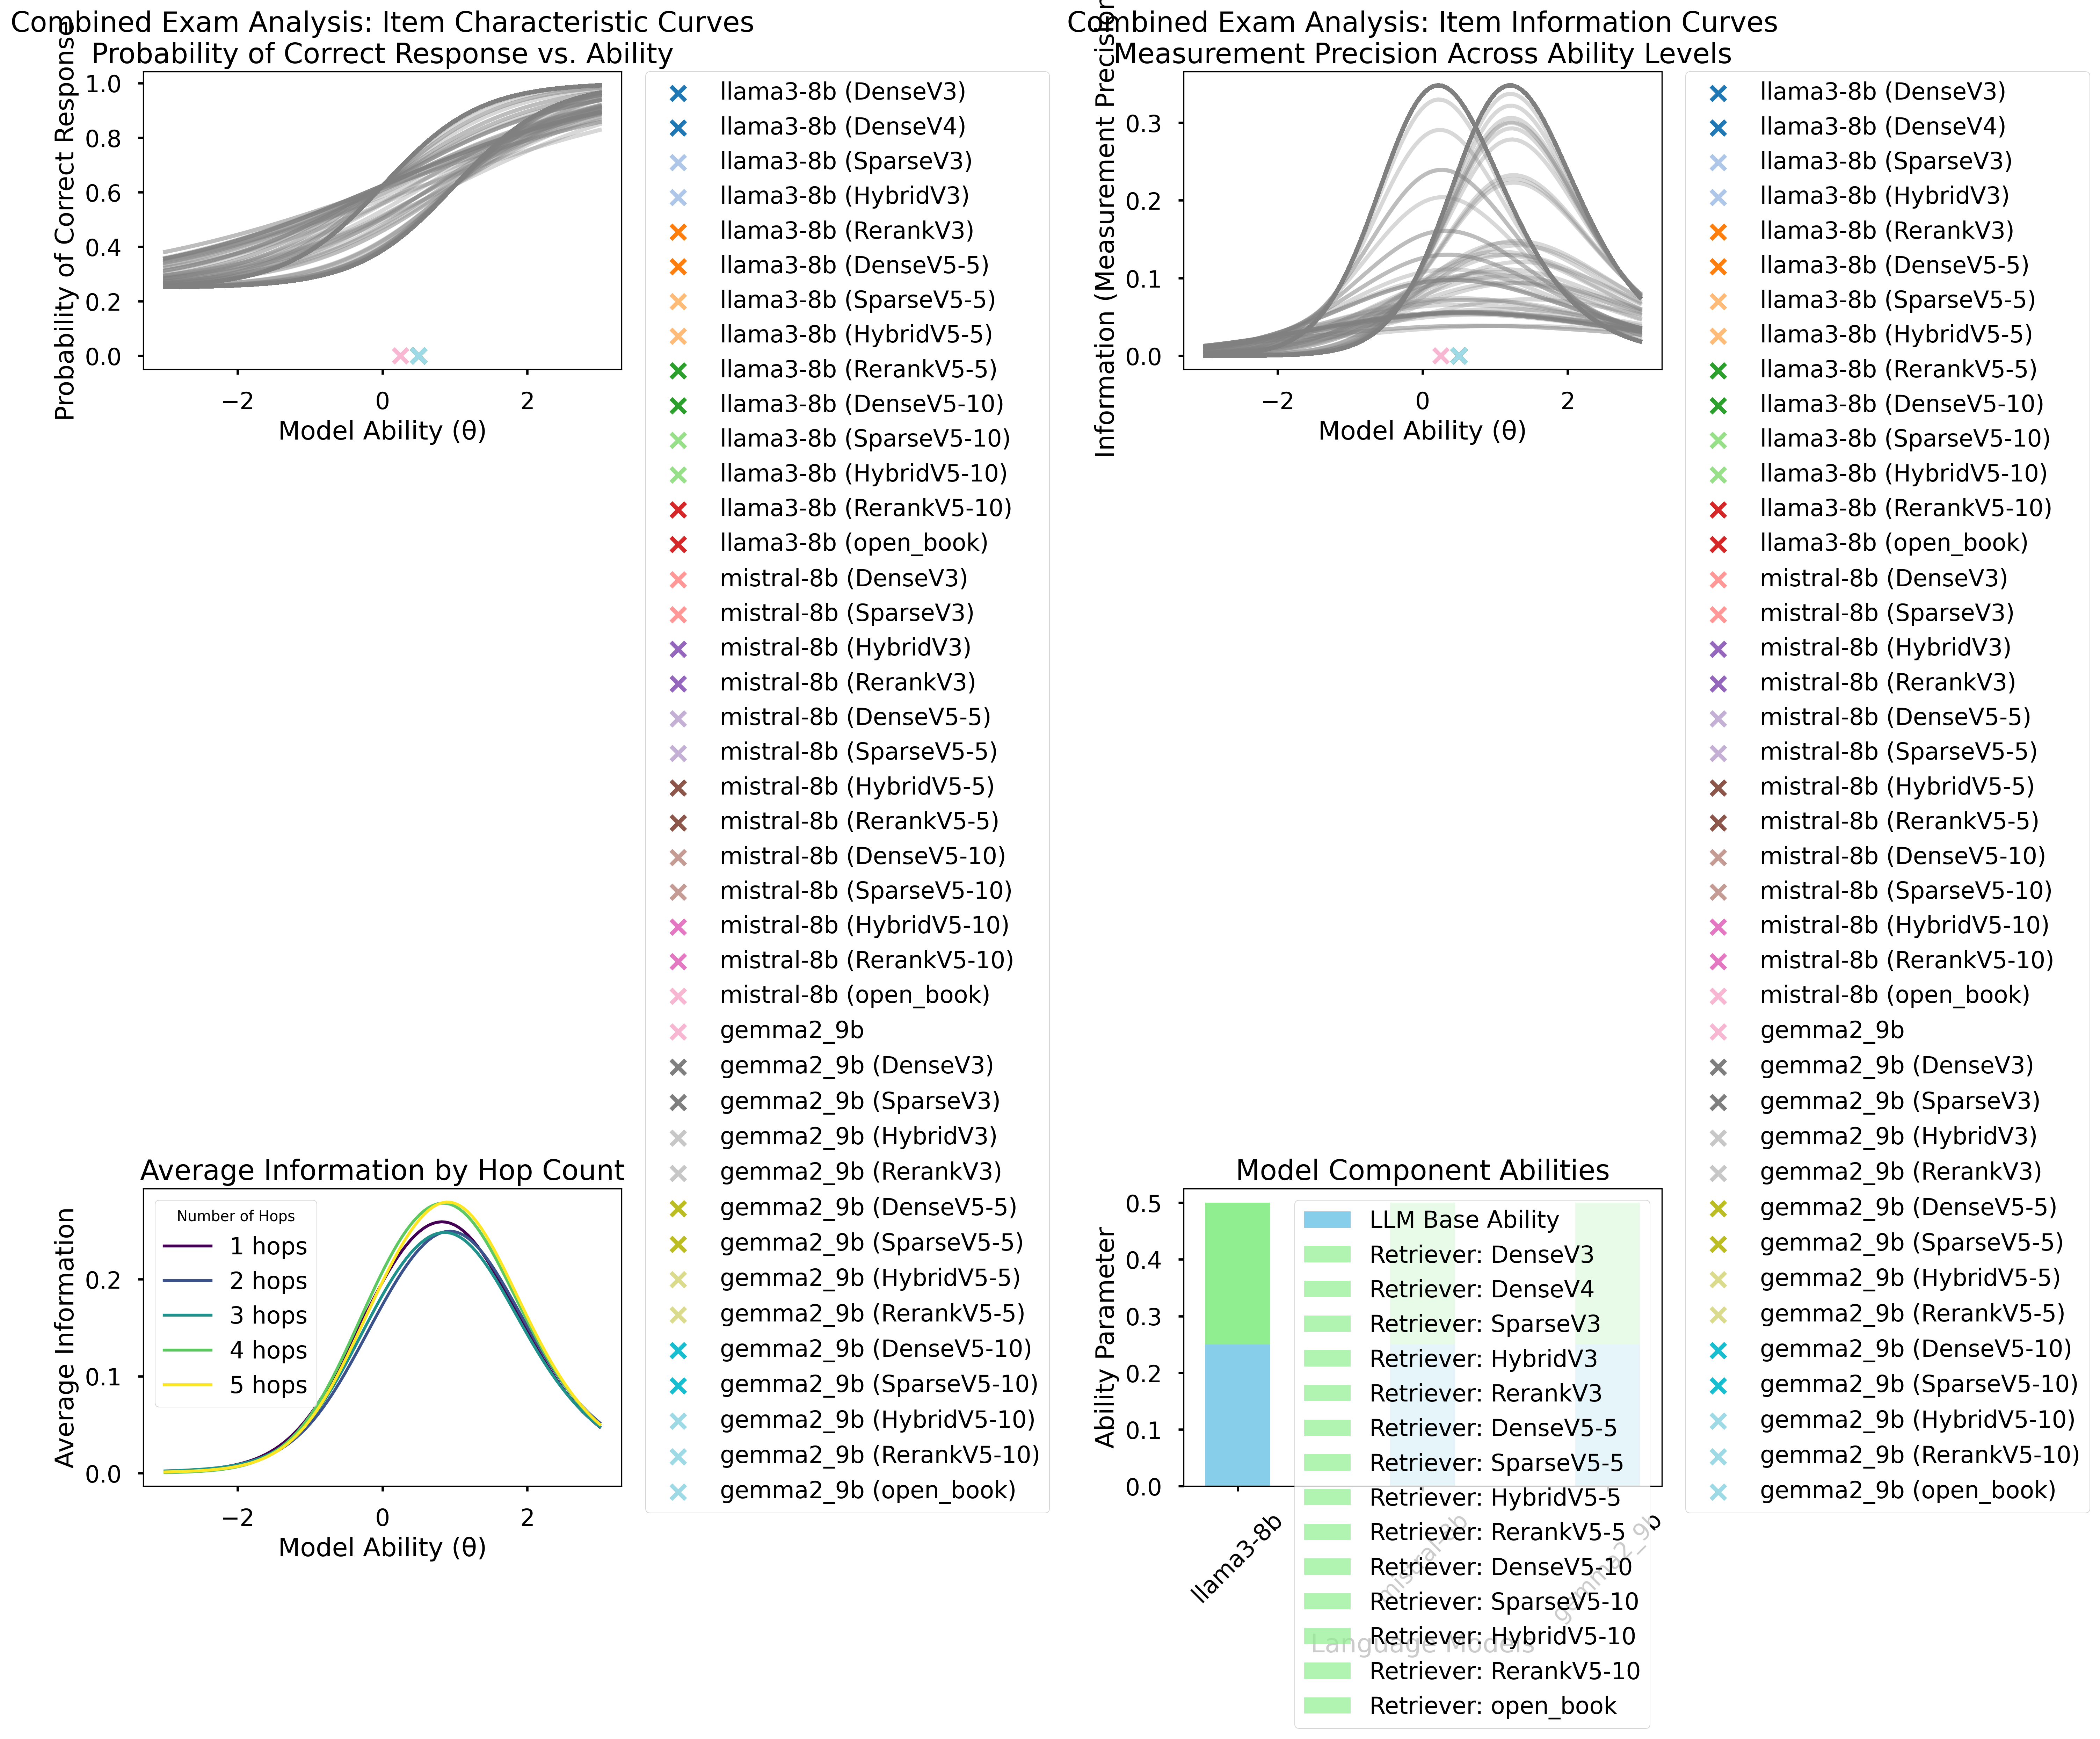 Combined Exam Analysis: Item Characteristic Curves
Probability of Correct Response vs. Ability
Probability of Correct Response
1.0
0.8
0.6
0.4
0.2
0.0
−2
0
2
Model Ability (θ)
llama3-8b (DenseV3)
llama3-8b (DenseV4)
llama3-8b (SparseV3)
llama3-8b (HybridV3)
llama3-8b (RerankV3)
llama3-8b (DenseV5-5)
llama3-8b (SparseV5-5)
llama3-8b (HybridV5-5)
llama3-8b (RerankV5-5)
llama3-8b (DenseV5-10)
llama3-8b (SparseV5-10)
llama3-8b (HybridV5-10)
llama3-8b (RerankV5-10)
llama3-8b (open_book)
mistral-8b (DenseV3)
mistral-8b (SparseV3)
mistral-8b (HybridV3)
mistral-8b (RerankV3)
mistral-8b (DenseV5-5)
mistral-8b (SparseV5-5)
mistral-8b (HybridV5-5)
mistral-8b (RerankV5-5)
mistral-8b (DenseV5-10)
mistral-8b (SparseV5-10)
mistral-8b (HybridV5-10)
mistral-8b (RerankV5-10)
mistral-8b (open_book)
gemma2_9b
gemma2_9b (DenseV3)
gemma2_9b (SparseV3)
gemma2_9b (HybridV3)
gemma2_9b (RerankV3)
gemma2_9b (DenseV5-5)
gemma2_9b (SparseV5-5)
gemma2_9b (HybridV5-5)
gemma2_9b (RerankV5-5)
gemma2_9b (DenseV5-10)
gemma2_9b (SparseV5-10)
gemma2_9b (HybridV5-10)
gemma2_9b (RerankV5-10)
gemma2_9b (open_book)
Combined Exam Analysis: Item Information Curves
Measurement Precision Across Ability Levels
Information (Measurement Precision
0.3
0.2
0.1
0.0
−2
0
2
Model Ability (θ)
llama3-8b (DenseV3)
llama3-8b (DenseV4)
llama3-8b (SparseV3)
llama3-8b (HybridV3)
llama3-8b (RerankV3)
llama3-8b (DenseV5-5)
llama3-8b (SparseV5-5)
llama3-8b (HybridV5-5)
llama3-8b (RerankV5-5)
llama3-8b (DenseV5-10)
llama3-8b (SparseV5-10)
llama3-8b (HybridV5-10)
llama3-8b (RerankV5-10)
llama3-8b (open_book)
mistral-8b (DenseV3)
mistral-8b (SparseV3)
mistral-8b (HybridV3)
mistral-8b (RerankV3)
mistral-8b (DenseV5-5)
mistral-8b (SparseV5-5)
mistral-8b (HybridV5-5)
mistral-8b (RerankV5-5)
mistral-8b (DenseV5-10)
mistral-8b (SparseV5-10)
mistral-8b (HybridV5-10)
mistral-8b (RerankV5-10)
mistral-8b (open_book)
gemma2_9b
gemma2_9b (DenseV3)
gemma2_9b (SparseV3)
gemma2_9b (HybridV3)
gemma2_9b (RerankV3)
gemma2_9b (DenseV5-5)
gemma2_9b (SparseV5-5)
gemma2_9b (HybridV5-5)
gemma2_9b (RerankV5-5)
gemma2_9b (DenseV5-10)
gemma2_9b (SparseV5-10)
gemma2_9b (HybridV5-10)
gemma2_9b (RerankV5-10)
gemma2_9b (open_book)
Average Information by Hop Count
Average Information
0.2
0.1
0.0
Number of Hops
1 hops
2 hops
3 hops
4 hops
5 hops
−2
0
2
Model Ability (θ)
Model Component Abilities
Ability Parameter
0.5
0.4
0.3
0.2
0.1
0.0
LLM Base Ability
Retriever: DenseV3
Retriever: DenseV4
Retriever: SparseV3
Retriever: HybridV3
Retriever: RerankV3
Retriever: DenseV5-5
Retriever: SparseV5-5
Retriever: HybridV5-5
Retriever: RerankV5-5
Retriever: DenseV5-10
Retriever: SparseV5-10
Retriever: HybridV5-10
Retriever: RerankV5-10
Retriever: open_book
llama3-8b
mistral-8b
gemma2_9b
Language Models